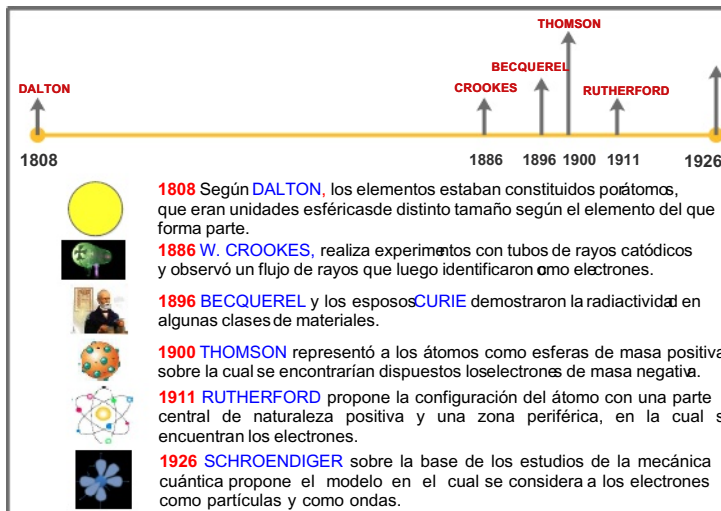 THOMSON
BECQUEREL
DALTON
CROOKES
RUTHERFORD
1808
1886
1896
1900
1911
1926
1808 Según DALTON, los elementos estaban constituidos porátomos,
que eran unidades esféricasde distinto tamaño según el elemento del que
forma parte.
1886 W. CROOKES, realiza experimentos con tubos de rayos catódicos
y observó un flujo de rayos que luego identificaron omo electrones.
1896 BECQUEREL y los espososCURIE demostraron la radiactividad en
algunas clases de materiales.
1900 THOMSON representó a los átomos como esferas de masa positiva
sobre la cual se encontrarían dispuestos loselectrones de masa negativa.
1911 RUTHERFORD propone la configuración del átomo con una parte
central de naturaleza positiva y una zona periférica, en la cual s
encuentran los electrones.
1926 SCHROENDIGER sobre la base de los estudios de la mecánica
cuántica propone el modelo en el cual se considera a los electrones
como partículas y como ondas.